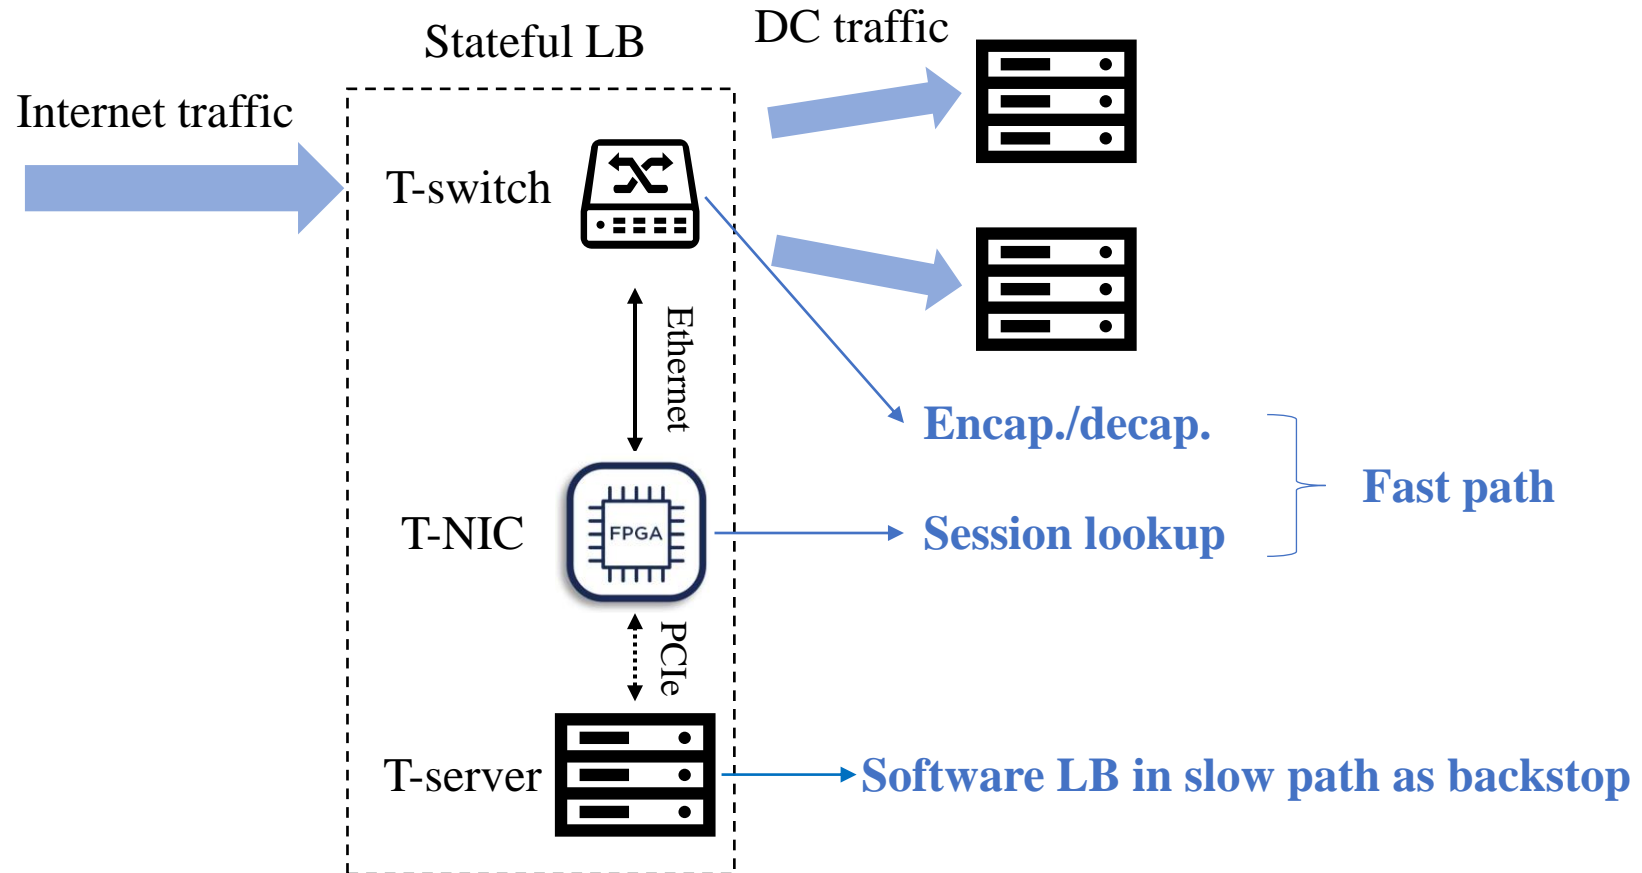 Stateful LB
DC traffic
Internet traffic
T-switch
Ethernet
Encap./decap.
Fast path
T-NIC
FPGA
Session lookup
PCIe
T-server
Software LB in slow path as backstop